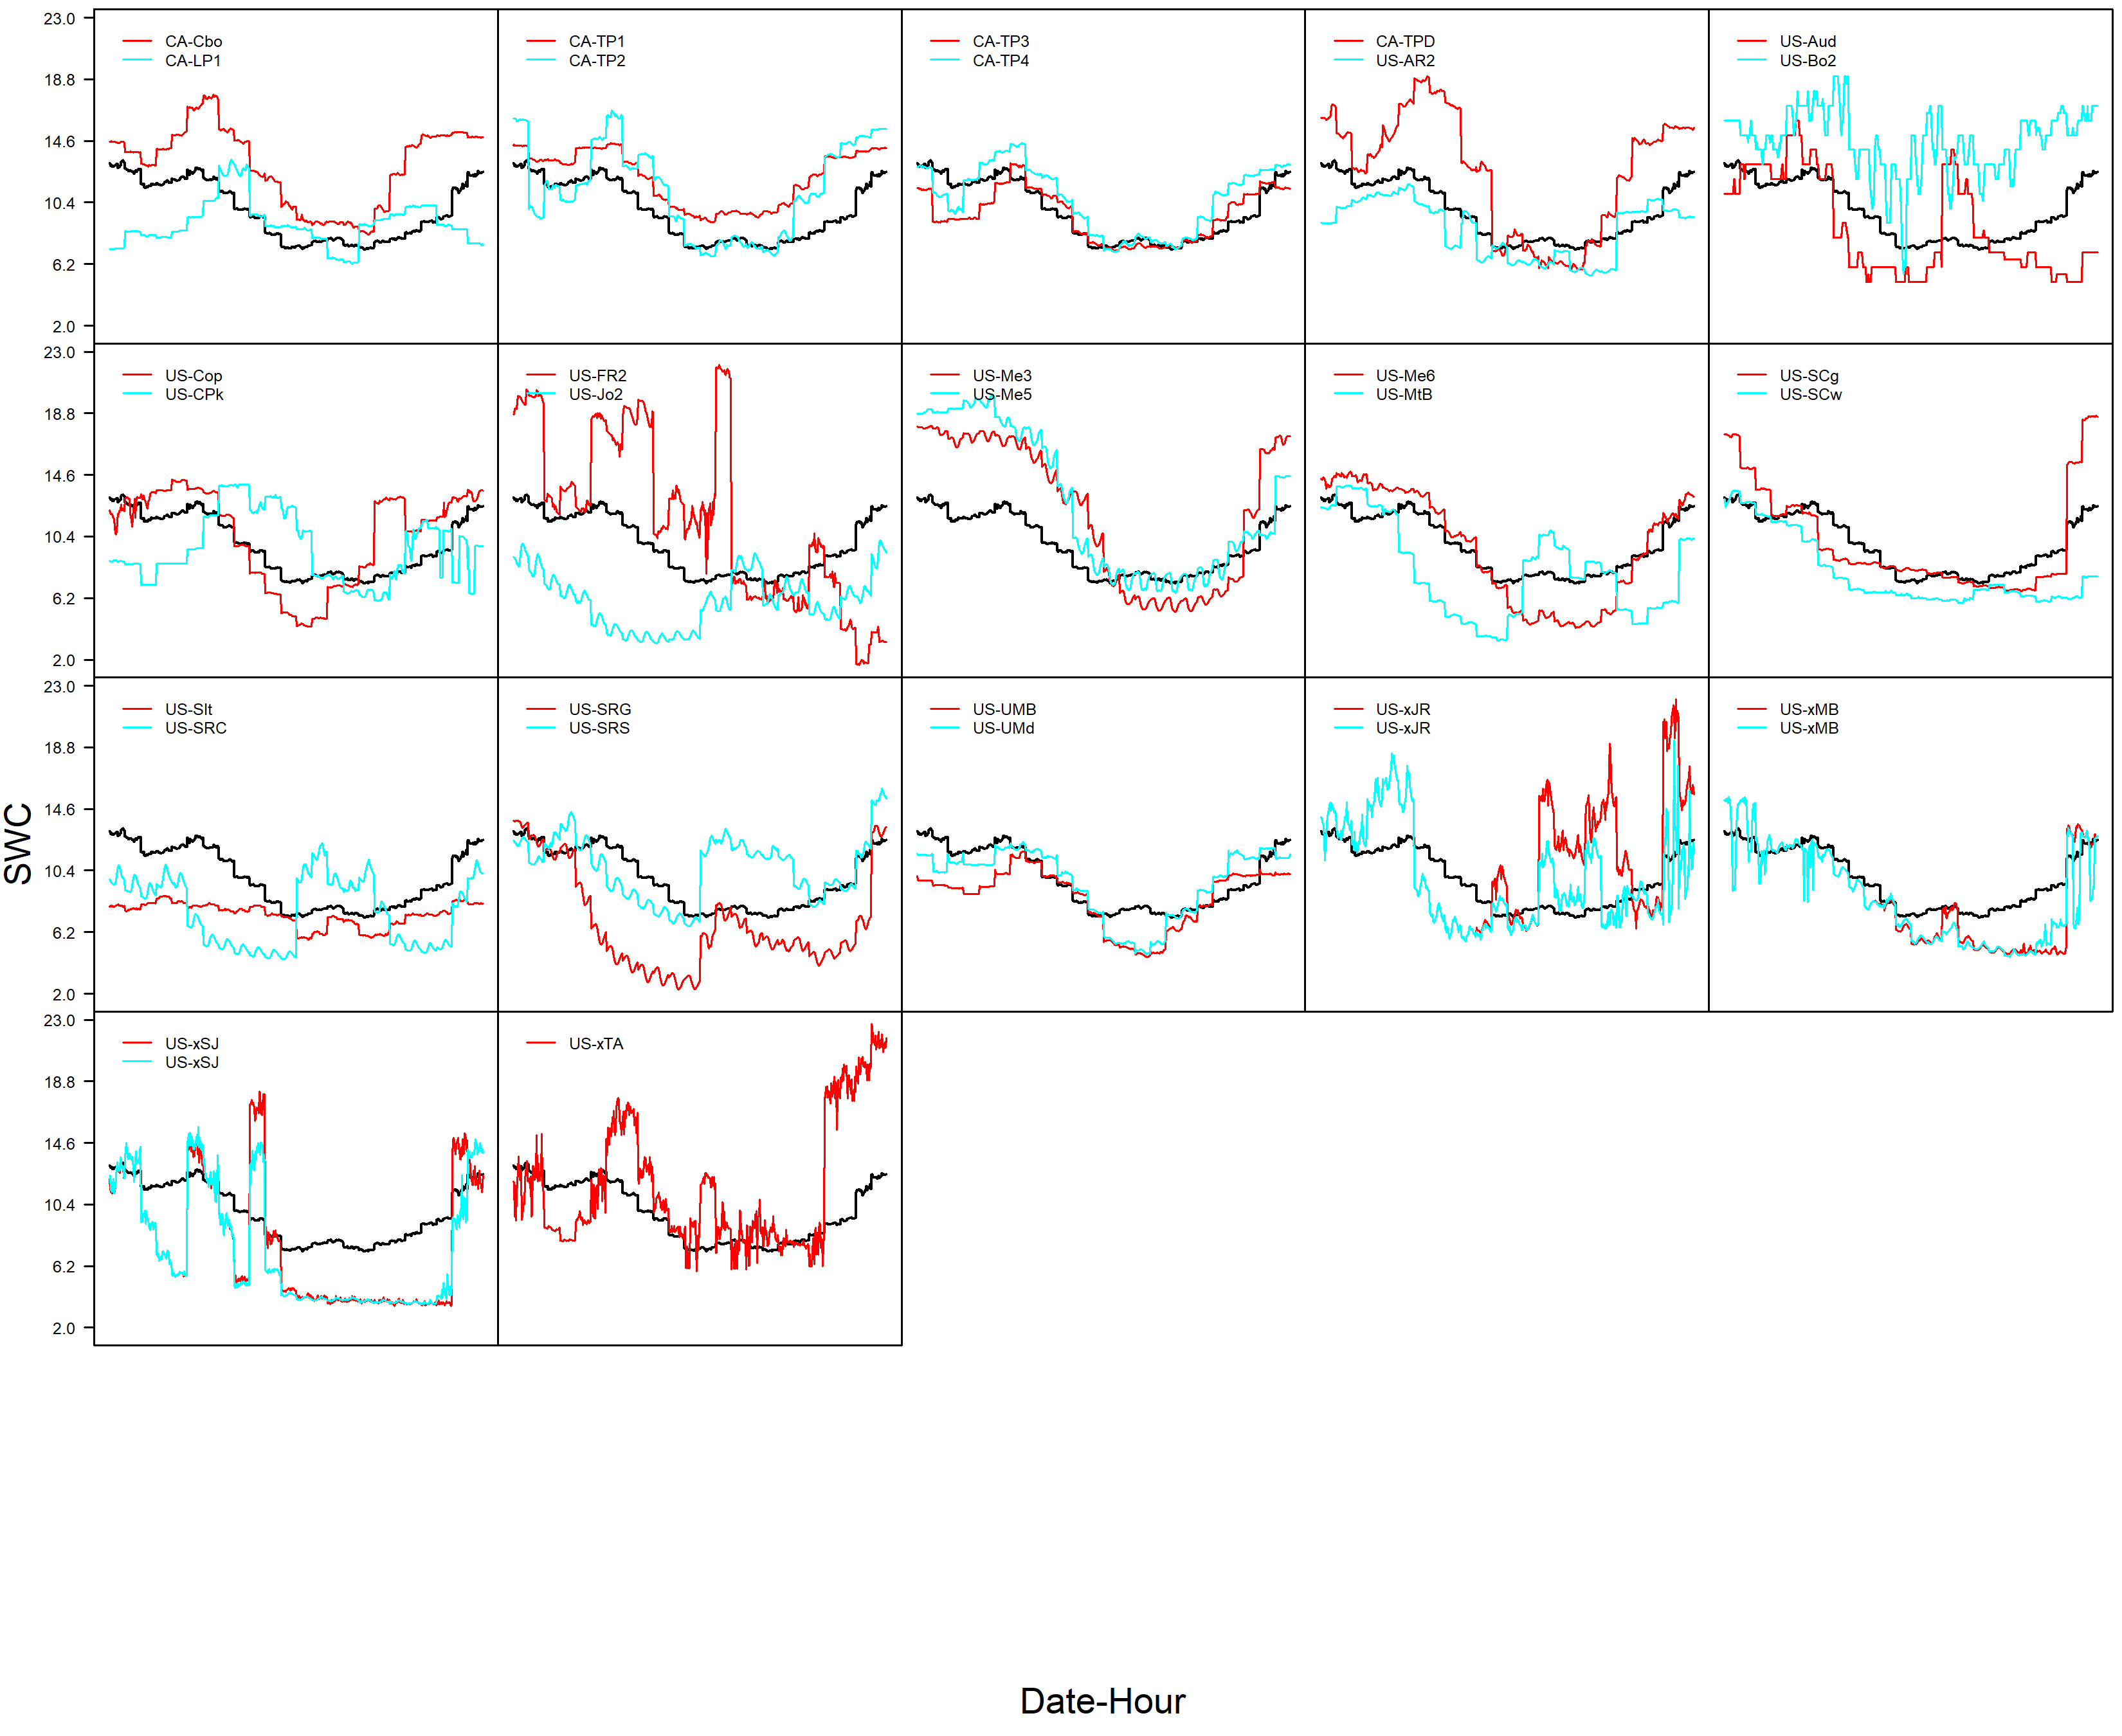 23.0
18.8
14.6
10.4
6.2
2.0
CA-Cbo
CA-LP1
CA-TP1
CA-TP2
CA-TP3
CA-TP4
CA-TPD
US-AR2
US-Aud
US-Bo2
23.0
18.8
14.6
10.4
6.2
2.0
US-Cop
US-CPk
US-FR2
US-Jo2
US-Me3
US-Me5
US-Me6
US-MtB
US-SCg
US-SCw
23.0
18.8
14.6
10.4
6.2
2.0
US-Slt
US-SRC
US-SRG
US-SRS
US-UMB
US-UMd
US-xJR
US-xJR
US-xMB
US-xMB
23.0
18.8
14.6
10.4
6.2
2.0
US-xSJ
US-xSJ
US-xTA
SWC
Date-Hour